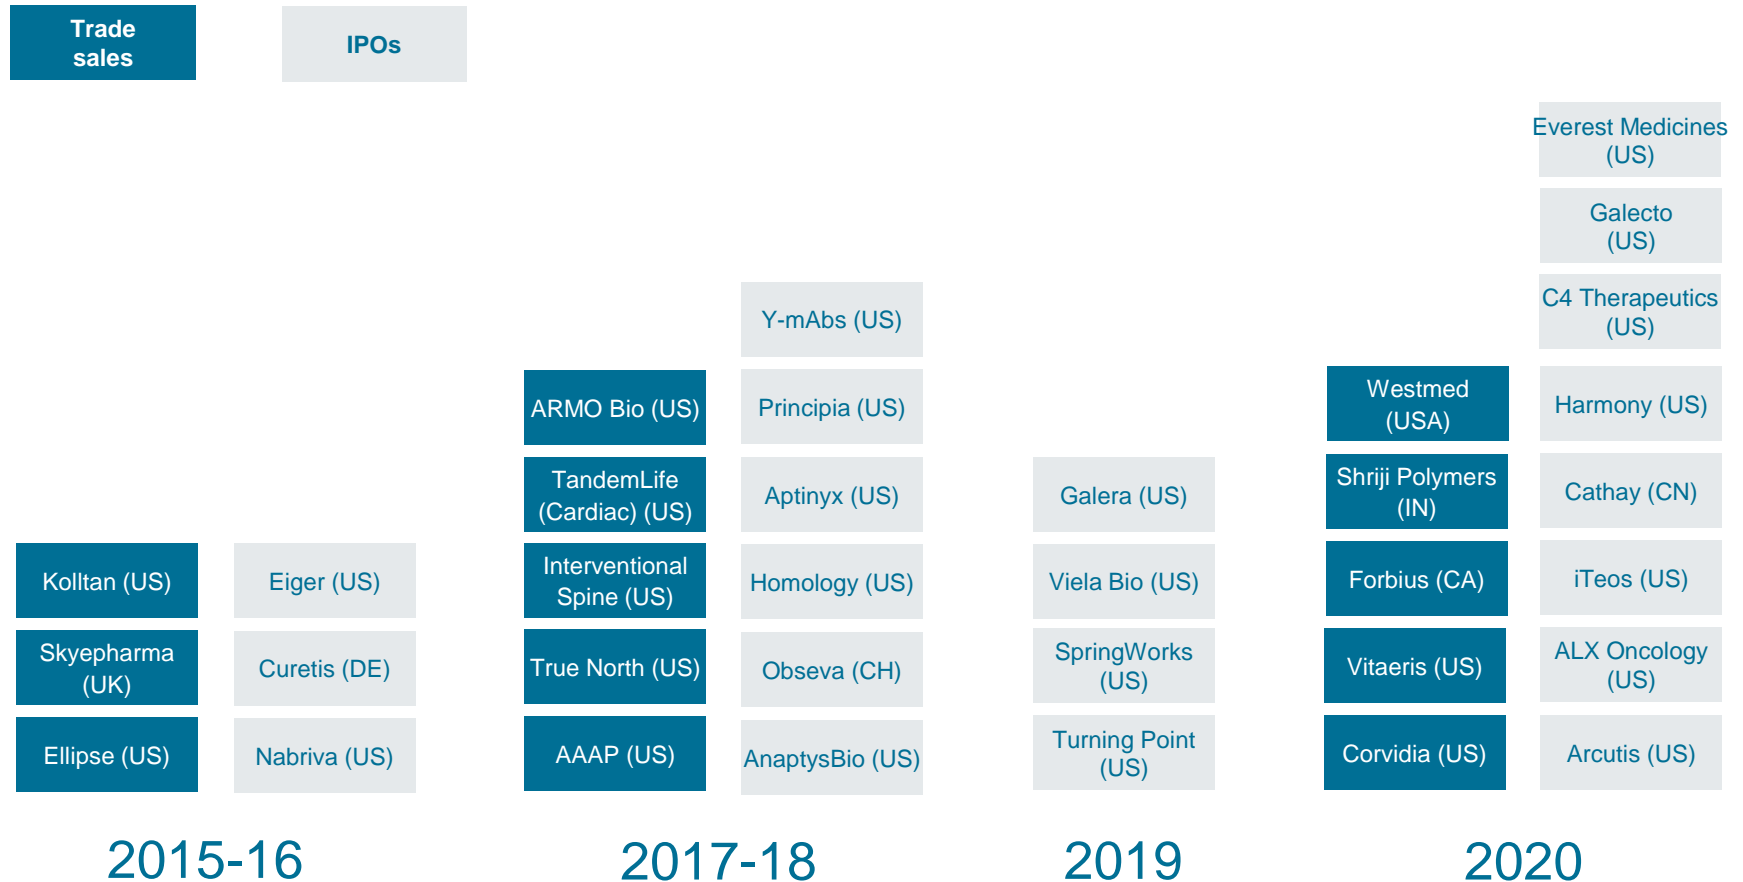 Trade
sales
IPOs
Kolltan (US)
Skyepharma
(UK)
Ellipse (US)
Eiger (US)
Curetis (DE)
Nabriva (US)
2015-16
ARMO Bio (US)
TandemLife
(Cardiac) (US)
Interventional
Spine (US)
True North (US)
AAAP (US)
Y-mAbs (US)
Principia (US)
Aptinyx (US)
Homology (US)
Obseva (CH)
AnaptysBio (US)
2017-18
Galera (US)
Viela Bio (US)
SpringWorks
(US)
Turning Point
(US)
2019
Westmed
(USA)
Shriji Polymers
(IN)
Forbius (CA)
Vitaeris (US)
Corvidia (US)
Everest Medicines
(US)
Galecto
(US)
C4 Therapeutics
(US)
Harmony (US)
Cathay (CN)
iTeos (US)
ALX Oncology
(US)
Arcutis (US)
2020